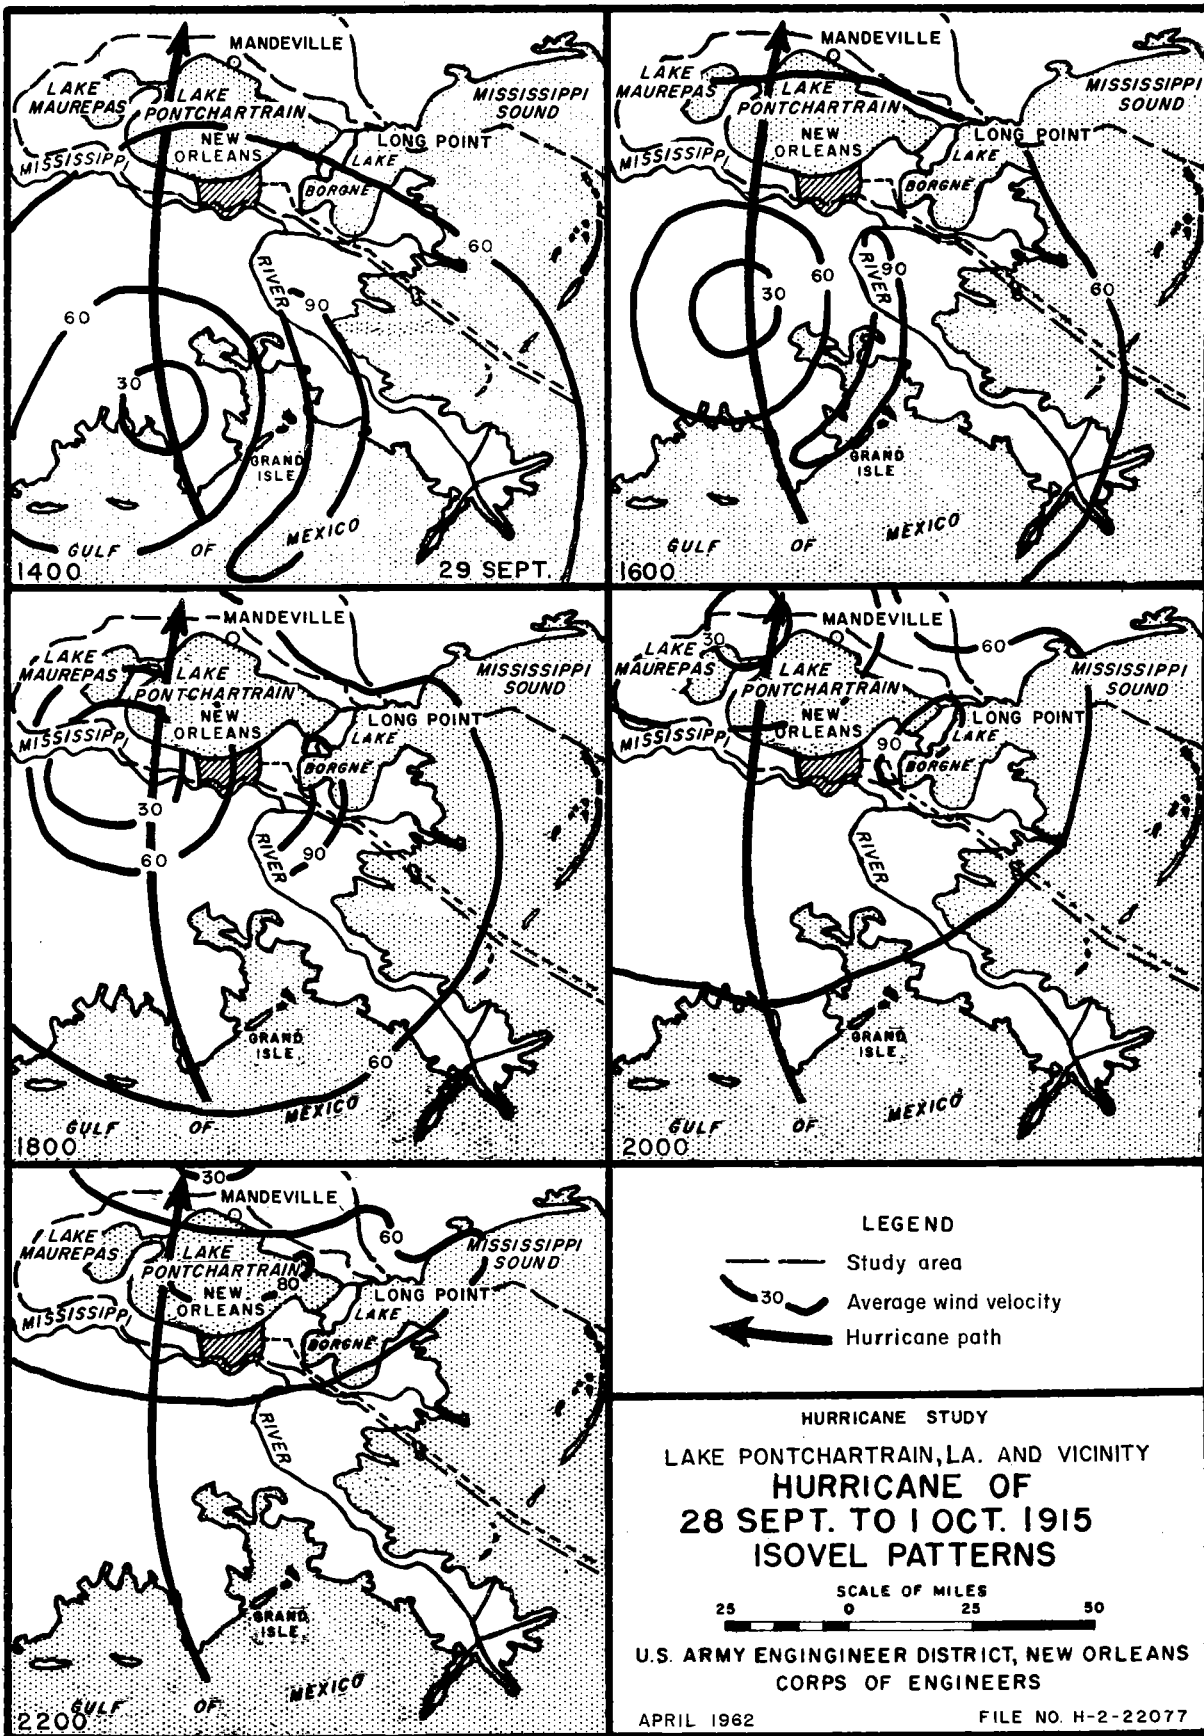 MANDEVILLE
LAKE
MAUREPAS
LAKE
PONTCHARTRAIN
MISSISSIPPI
SOUND
NEW
ORLEANS
LONG POINT
LAKE
MISSISSIPPI
BORGNE
60
RIVER
90
60
30
GRAND
ISLE
MEXICO
GULF OF
1400
29 SEPT.
MANDEVILLE
LAKE
MAUREPAS
LAKE
PONTCHARTRAIN
MISSISSIPPI
SOUND
NEW
ORLEANS
LONG POINT
LAKE
MISSISSIPPI
BORGNE
60
RIVER
90
30
60
GRAND
ISLE
MEXICO
GULF OF
1600
MANDEVILLE
LAKE
MAUREPAS
LAKE
PONTCHARTRAIN
MISSISSIPPI
SOUND
NEW
ORLEANS
LONG POINT
LAKE
MISSISSIPPI
BORGNE
30
RIVER
60
90
GRAND
ISLE
60
MEXICO
GULF OF
1800
MANDEVILLE
30
60
LAKE
MAUREPAS
LAKE
PONTCHARTRAIN
MISSISSIPPI
SOUND
NEW
ORLEANS
LONG POINT
LAKE
MISSISSIPPI
90
BORGNE
RIVER
GRAND
ISLE
MEXICO
GULF OF
2000
30
MANDEVILLE
60
LAKE
MAUREPAS
LAKE
PONTCHARTRAIN
MISSISSIPPI
SOUND
80
NEW
ORLEANS
LONG POINT
LAKE
MISSISSIPPI
BORGNE
RIVER
GRAND
ISLE
MEXICO
GULF OF
2200
LEGEND
Study area
30 Average wind velocity
Hurricane path
HURRICANE STUDY
LAKE PONTCHARTRAIN, LA. AND VICINITY
HURRICANE OF
28 SEPT. TO 1 OCT. 1915
ISOVEL PATTERNS
SCALE OF MILES
25 0 25 50
U.S. ARMY ENGINGINEER DISTRICT, NEW ORLEANS
CORPS OF ENGINEERS
APRIL 1962 FILE NO. H-2-22077